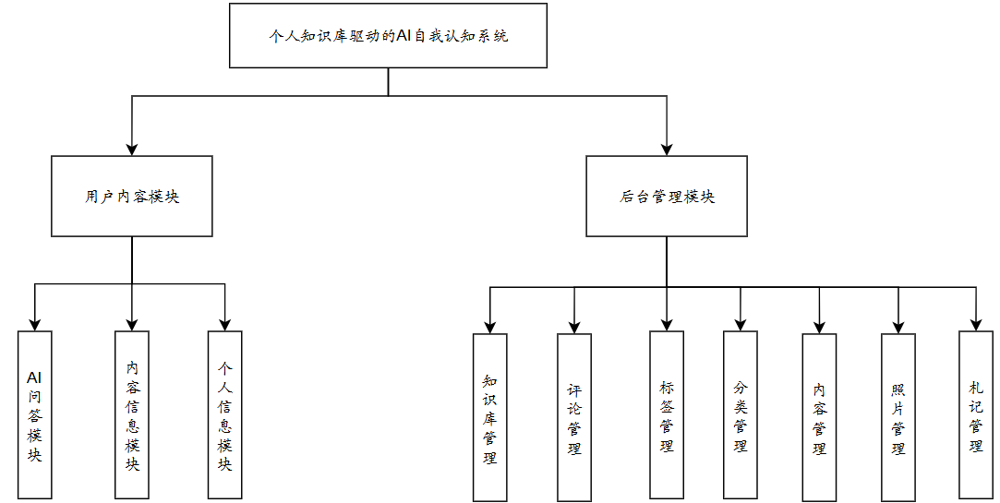 个人知识库驱动的AI自我认知系统
用户内容模块
后台管理模块
AI问答模块
内容信息模块
个人信息模块
知识库管理
评论管理
标签管理
分类管理
内容管理
照片管理
札记管理